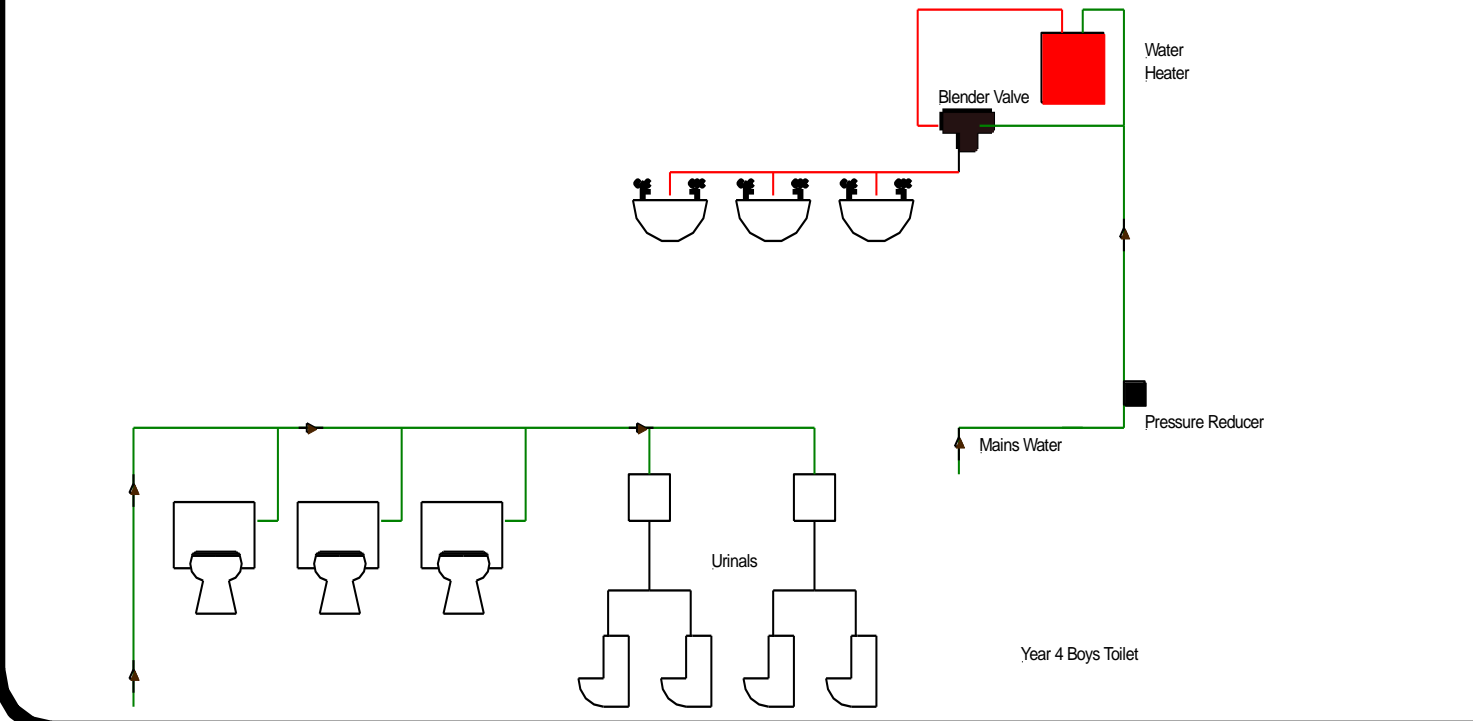 Water
Heater
Blender Valve
Pressure Reducer
Mains Water
Urinals
Year 4 Boys Toilet